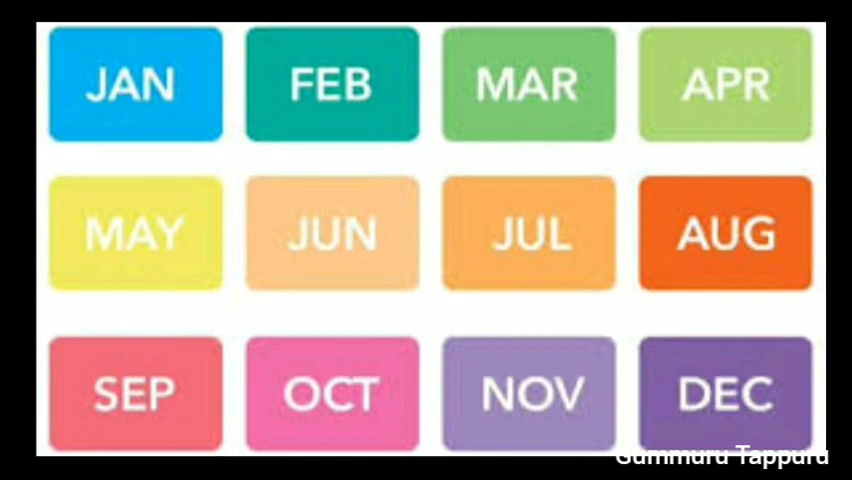 JAN FEB MAR APR
MAY JUN JUL AUG
SEP OCT NOV DEC
Gummuru Tappuru